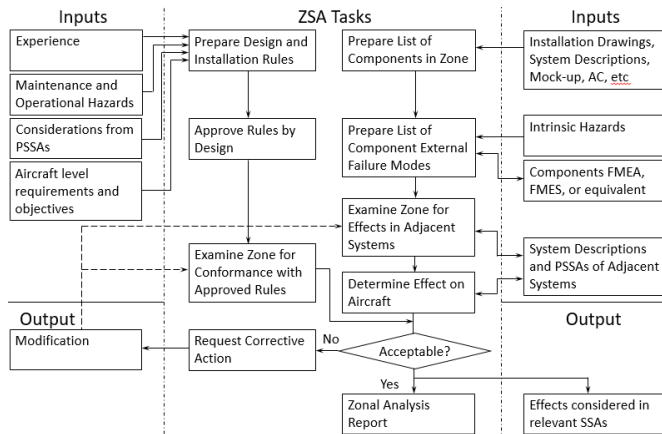 Inputs
ZSA Tasks
Inputs
Experience
Maintenance and
Operational Hazards
Considerations from
PSSAs
Aircraft level
requirements and
objectives
Prepare Design and
Installation Rules
Approve Rules by
Design
Examine Zone for
Conformance with
Approved Rules
Prepare List of
Components in Zone
Prepare List of
Component External
Failure Modes
Examine Zone for
Effects in Adjacent
Systems
Determine Effect on
Aircraft
Installation Drawings,
System Descriptions,
Mock-up, AC, etc
Intrinsic Hazards
Components FMEA,
FMES, or equivalent
System Descriptions
and PSSAs of Adjacent
Systems
Output
Modification
Request Corrective
Action
No
Acceptable?
Yes
Zonal Analysis
Report
Output
Effects considered in
relevant SSAs